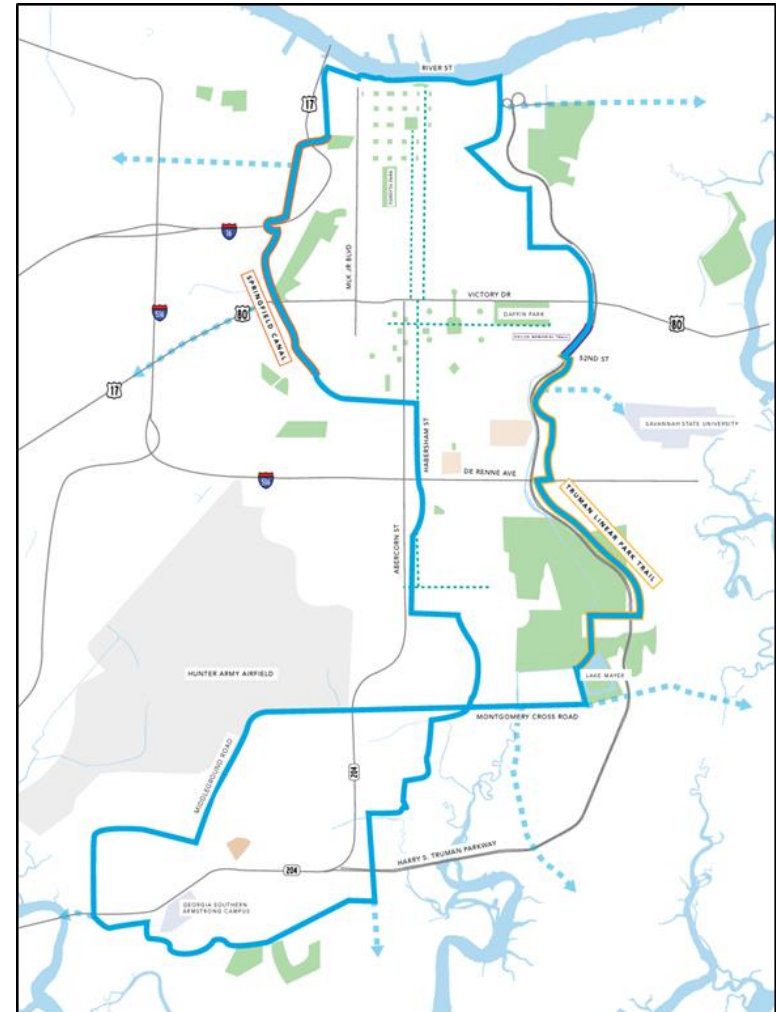 RIVER ST
17
FORSYTH PARK
16
MLK JR BLVD
SPRINGFIELD CANAL
VICTORY DR
516
80
DAFFIN PARK
80
52ND ST
17
HABERSHAM ST
SAVANNAH STATE UNIVERSITY
DE RENNE AVE
516
TRUMAN LINEAR PARK TRAIL
ABERCORN ST
HUNTER ARMY AIRFIELD
LAKE MAYER
MONTGOMERY CROSS ROAD
MIDDLEGROUND ROAD
204
HARRY S. TRUMAN PARKWAY
204
GEORGIA SOUTHERN
ARMSTRONG CAMPUS